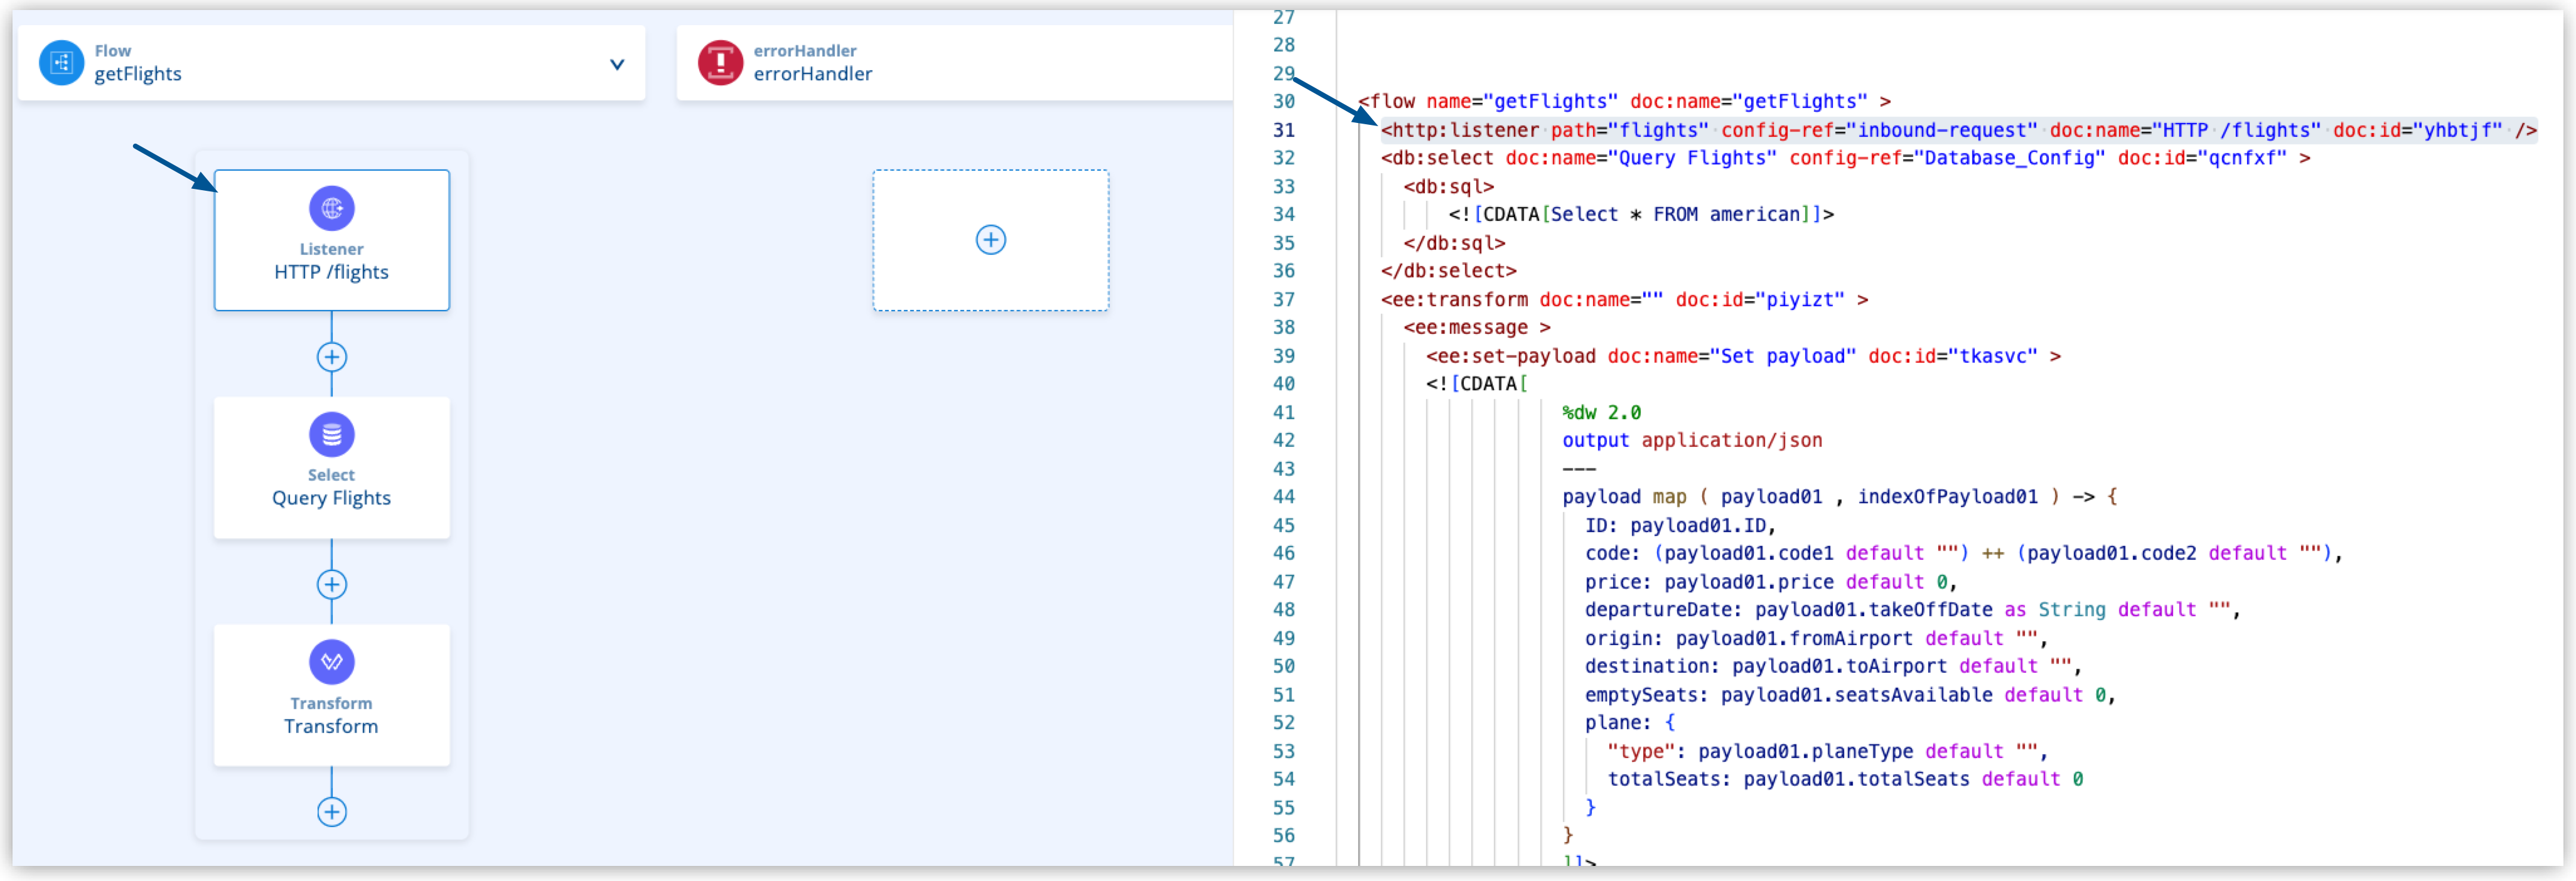 Flow
getFlights
errorHandler
errorHandler
Listener
HTTP /flights
Select
Query Flights
Transform
Transform
27
28
29
30 <flow name="getFlights" doc:name="getFlights" >
31 <http:listener path="flights" config-ref="inbound-request" doc:name="HTTP /flights" doc:id="yhbtjf" />
32 <db:select doc:name="Query Flights" config-ref="Database_Config" doc:id="qcnfxf" >
33 <db:sql>
34 <![CDATA[Select * FROM american]]>
35 </db:sql>
36 </db:select>
37 <ee:transform doc:name="" doc:id="piyizt" >
38 <ee:message >
39 <ee:set-payload doc:name="Set payload" doc:id="tkasvc" >
40 <![CDATA[
41 %dw 2.0
42 output application/json
43 ---
44 payload map ( payload01 , indexOfPayload01 ) -> {
45 ID: payload01.ID,
46 code: (payload01.code1 default "") ++ (payload01.code2 default ""),
47 price: payload01.price default 0,
48 departureDate: payload01.takeOffDate as String default "",
49 origin: payload01.fromAirport default "",
50 destination: payload01.toAirport default "",
51 emptySeats: payload01.seatsAvailable default 0,
52 plane: {
53 "type": payload01.planeType default "",
54 totalSeats: payload01.totalSeats default 0
55 }
56 }
57 ]]>